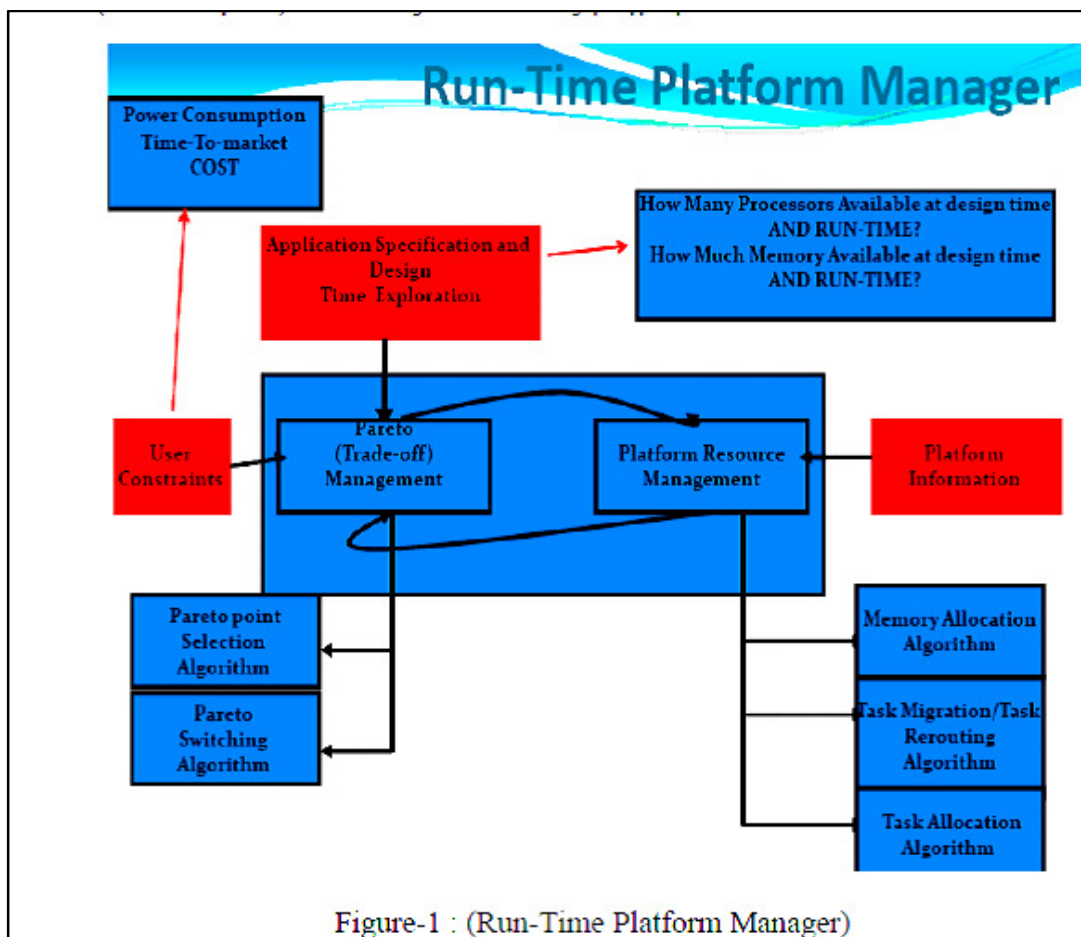 Run-Time Platform Manager
Power Consumption
Time-To-market
COST
How Many Processors Available at design time
AND RUN-TIME?
How Much Memory Available at design time
AND RUN-TIME?
Application Specification and
Design
Time Exploration
User
Constraints
Pareto
(Trade-off)
Management
Platform Resource
Management
Platform
Information
Pareto point
Selection
Algorithm
Pareto
Switching
Algorithm
Memory Allocation
Algorithm
Task Migration/Task
Rerouting
Algorithm
Task Allocation
Algorithm
Figure-1 : (Run-Time Platform Manager)